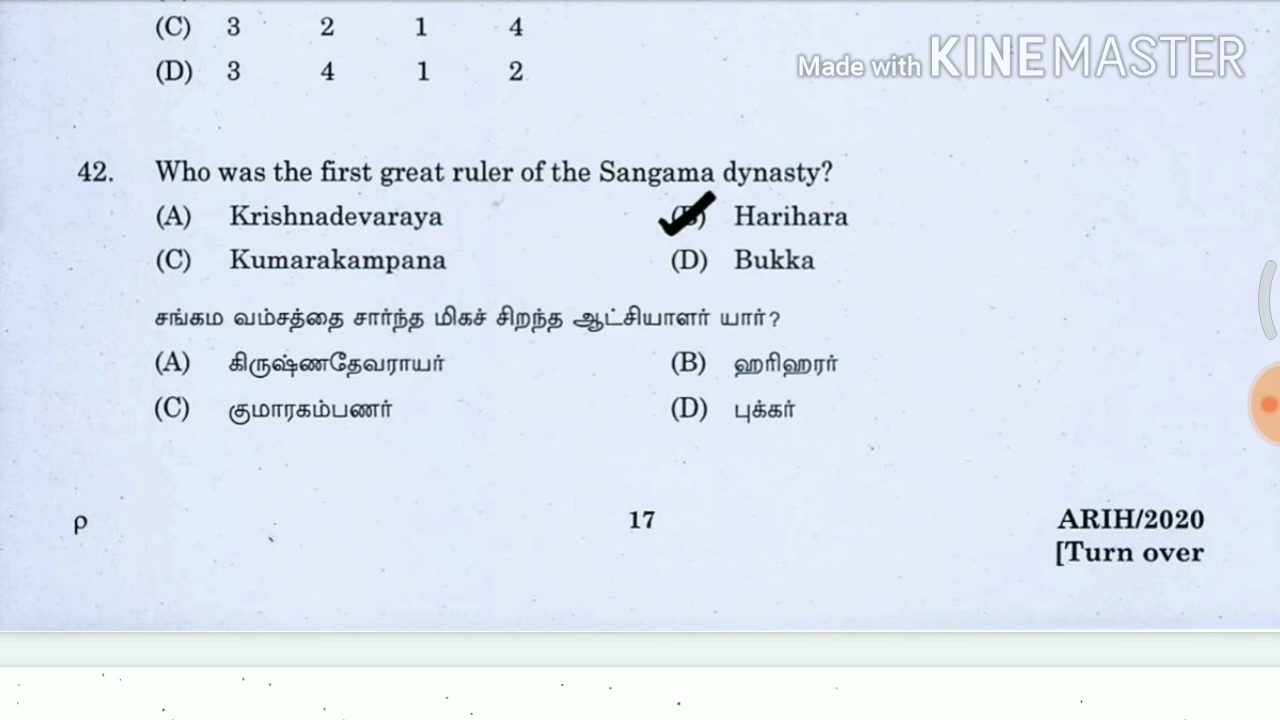 (C) 3 2 1 4
Made with KINEMASTER
(D) 3 4 1 2
42. Who was the first great ruler of the Sangama dynasty?
(A) Krishnadevaraya (B) Harihara
(C) Kumarakampana (D) Bukka
சங்கம வம்சத்தை சார்ந்த மிகச் சிறந்த ஆட்சியாளர் யார்?
(A) கிருஷ்ணதேவராயர் (B) ஹரிஹரர்
(C) குமாரகம்பணர் (D) புக்கர்
ρ 17 ARIH/2020
[Turn over